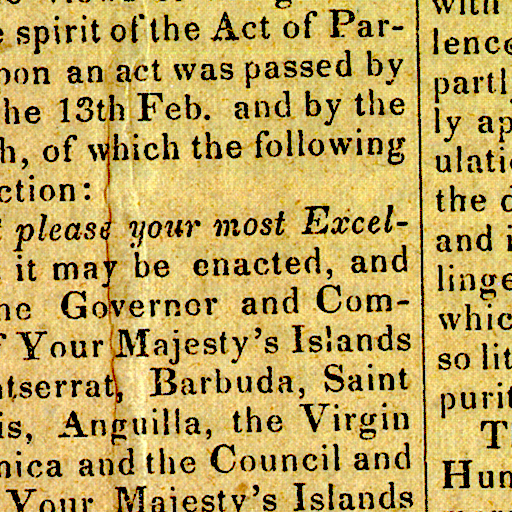 spirit of the Act of Par-
an act was passed by
he 13th Feb. and by the
h, of which the following
ction:
please your most Excel-
it may be enacted, and
he Governor and Com-
f Your Majesty's Islands
ntserrat, Barbuda, Saint
is, Anguilla, the Virgin
nica and the Council and
Your Majesty's Islands
with
lence
partl
ly ap
ulati
the d
and i
linge
whic
so lit
purit
T
Hun